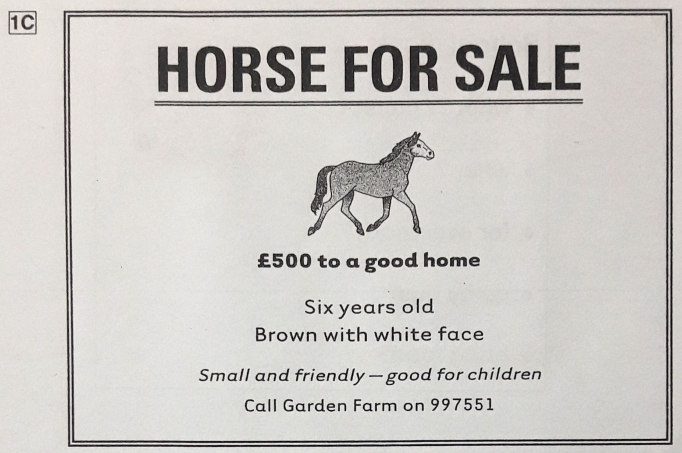 1C
HORSE FOR SALE
£500 to a good home
Six years old
Brown with white face
Small and friendly — good for children
Call Garden Farm on 997551